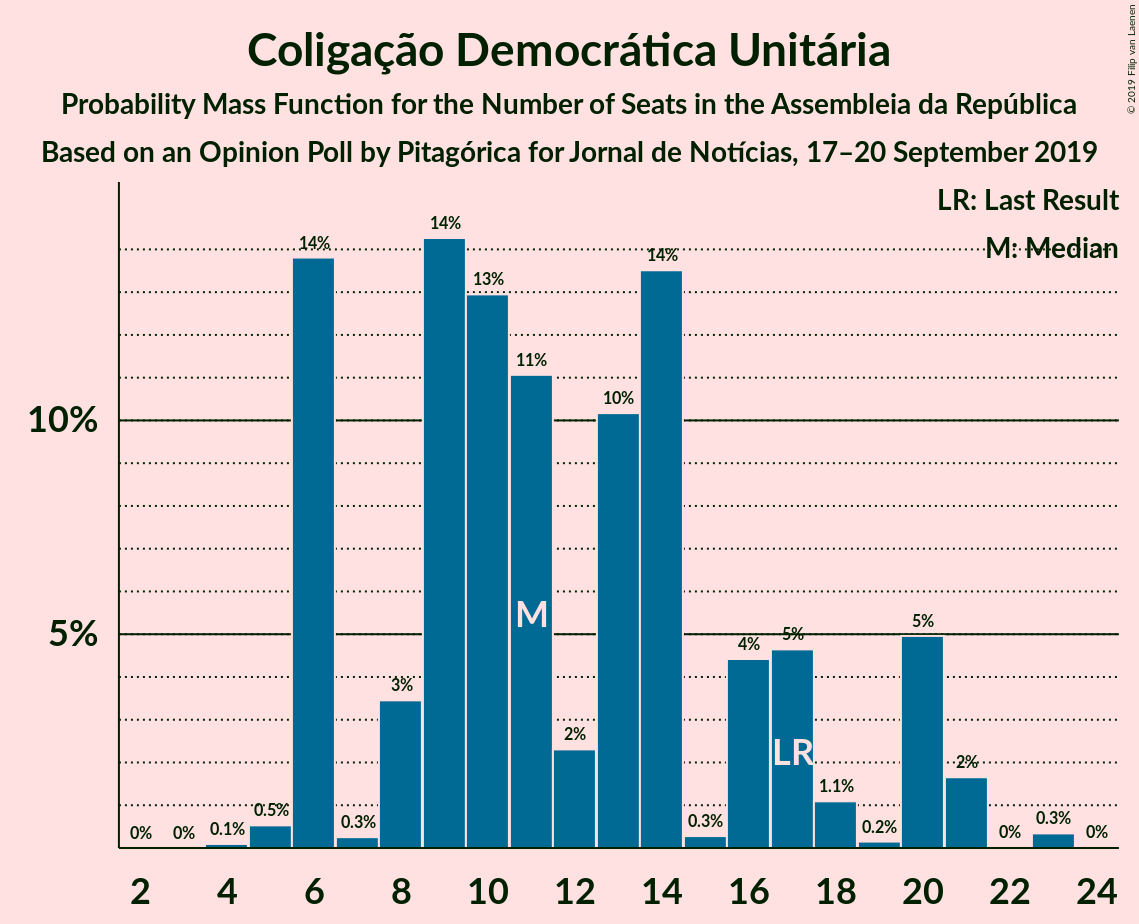 Coligação Democrática Unitária
Probability Mass Function for the Number of Seats in the Assembleia da República
Based on an Opinion Poll by Pitagórica for Jornal de Notícias, 17–20 September 2019
© 2019 Filip van Laenen
LR: Last Result
M: Median
10%
5%
0%
0%
0.1%
0.5%
14%
0.3%
3%
14%
13%
11%
2%
10%
14%
0.3%
4%
5%
1.1%
0.2%
5%
2%
0%
0.3%
0%
M
LR
2 4 6 8 10 12 14 16 18 20 22 24